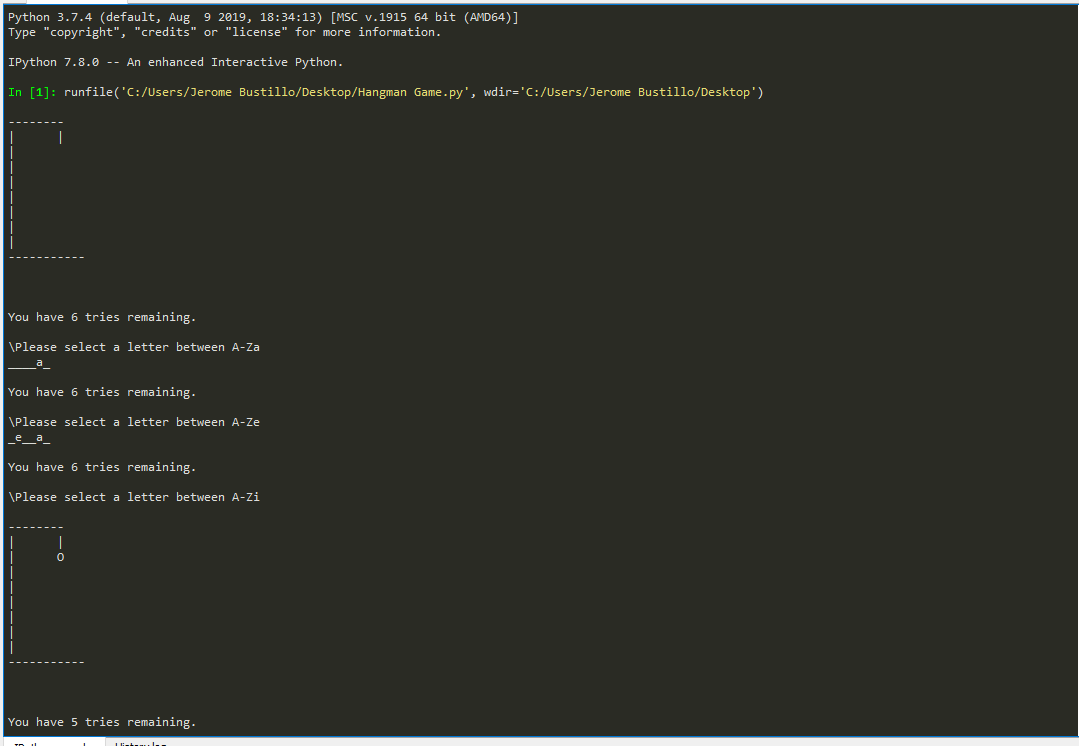 Python 3.7.4 (default, Aug  9 2019, 18:34:13) [MSC v.1915 64 bit (AMD64)]
Type "copyright", "credits" or "license" for more information.
IPython 7.8.0 -- An enhanced Interactive Python.
In [1]: runfile('C:/Users/Jerome Bustillo/Desktop/Hangman Game.py', wdir='C:/Users/Jerome Bustillo/Desktop')
--------
|      |
|
|
|
|
|
|
|
-----------
You have 6 tries remaining.
\Please select a letter between A-Za
____a_
You have 6 tries remaining.
\Please select a letter between A-Ze
_e__a_
You have 6 tries remaining.
\Please select a letter between A-Zi
--------
|      |
|      O
|
|
|
|
|
|
-----------
You have 5 tries remaining.